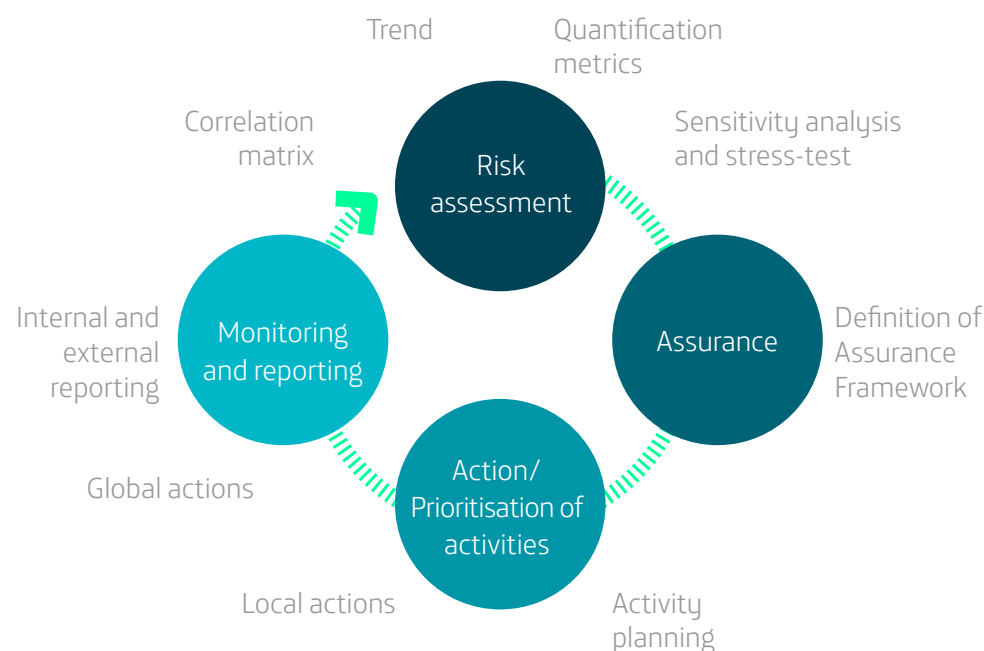 Trend
Quantification
metrics
Correlation
matrix
Sensitivity analysis
and stress-test
Risk
assessment
Internal and
external
reporting
Monitoring
and reporting
Assurance
Definition of
Assurance
Framework
Global actions
Action/
Prioritisation of
activities
Local actions
Activity
planning